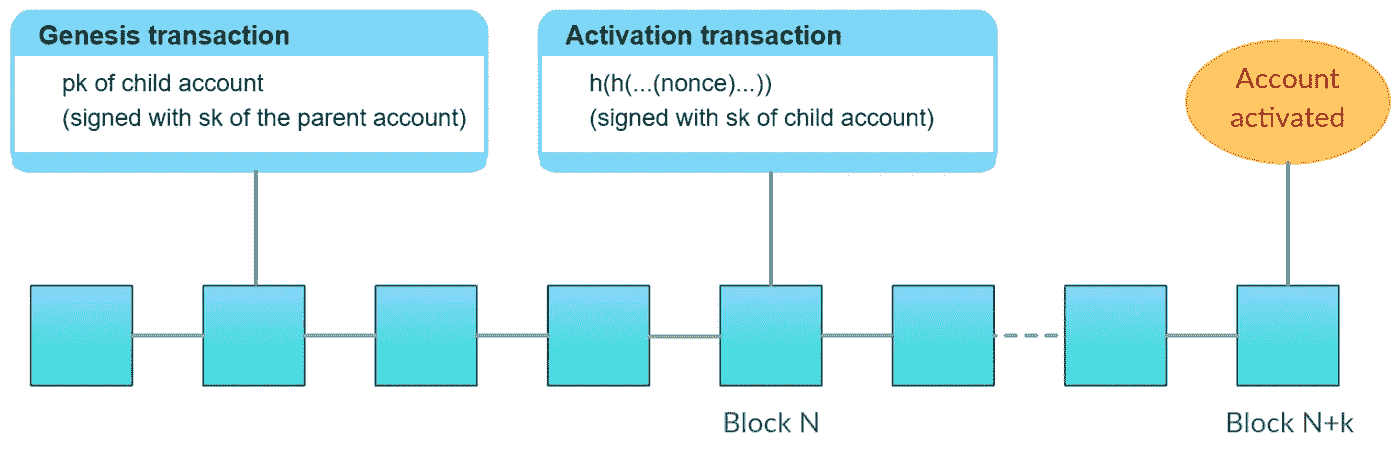 Genesis transaction
pk of child account
(signed with sk of the parent account)
Activation transaction
h(h(...(nonce)...))
(signed with sk of child account)
Account
activated
Block N
Block N+k